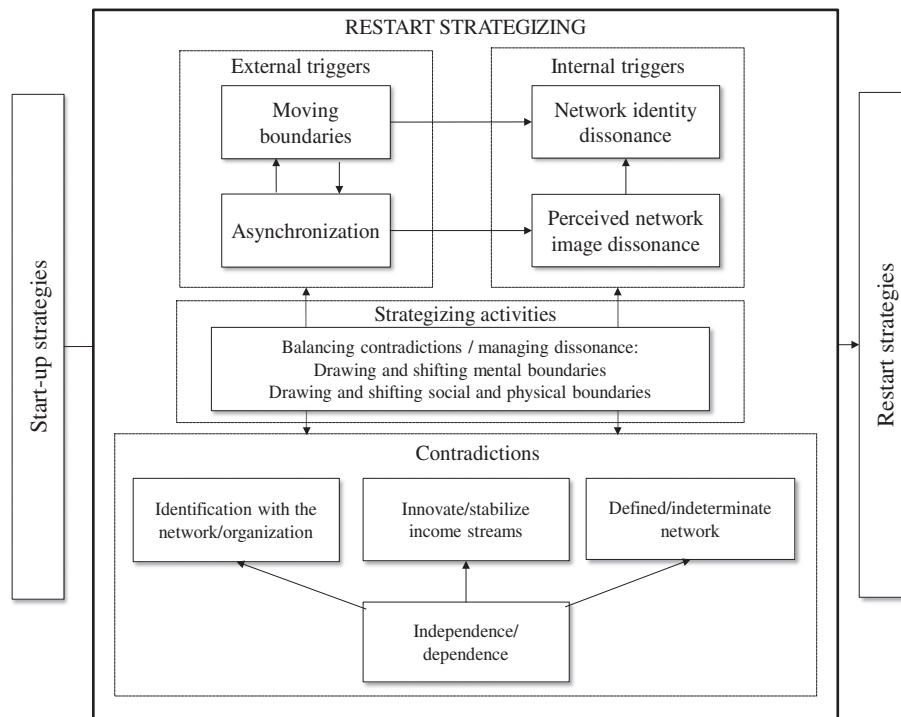 RESTART STRATEGIZING
External triggers
Internal triggers
Moving
boundaries
Network identity
dissonance
Asynchronization
Perceived network
image dissonance
Start-up strategies
Restart strategies
Strategizing activities
Balancing contradictions / managing dissonance:
Drawing and shifting mental boundaries
Drawing and shifting social and physical boundaries
Contradictions
Identification with the
network/organization
Innovate/stabilize
income streams
Defined/indeterminate
network
Independence/
dependence